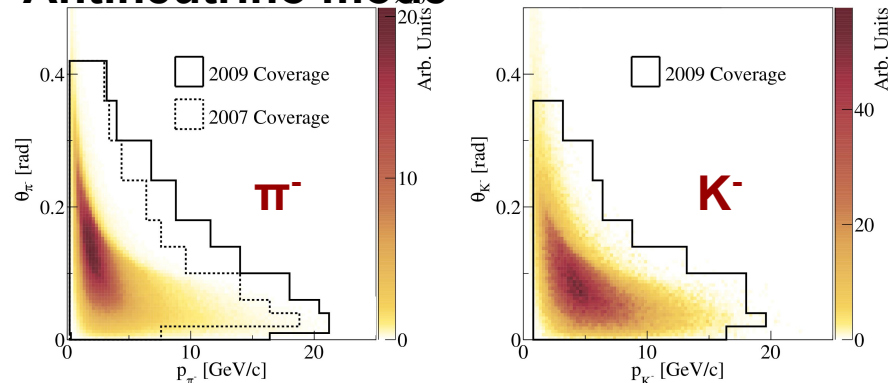 20
Arb. Units
0.4
2009 Coverage
2007 Coverage
θπ- [rad]
π-
10
0.2
0
0
10
20
0
pπ- [GeV/c]
Arb. Units
0.4
2009 Coverage
40
θK- [rad]
K-
0.2
20
0
0
10
20
0
pK- [GeV/c]